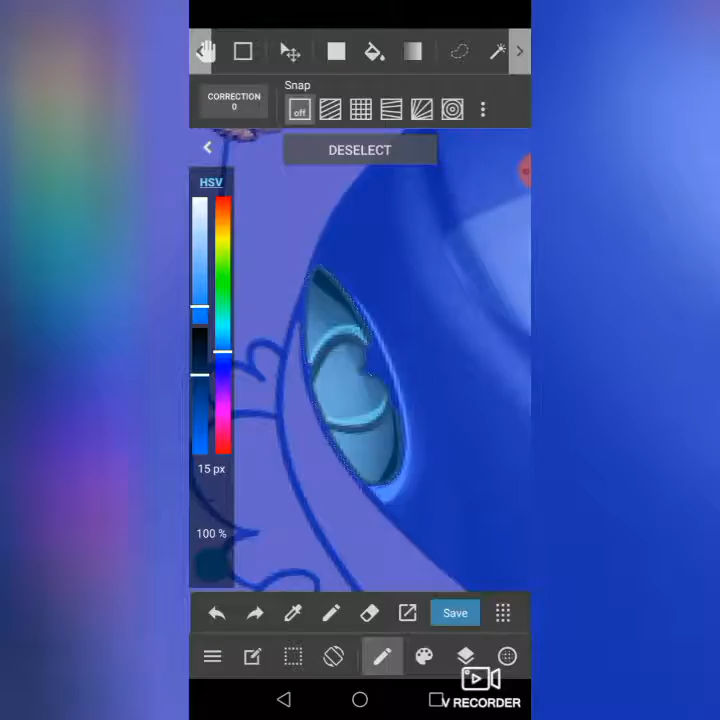 Snap
CORRECTION
0
off
DESELECT
HSV
15 px
100 %
Save
V RECORDER